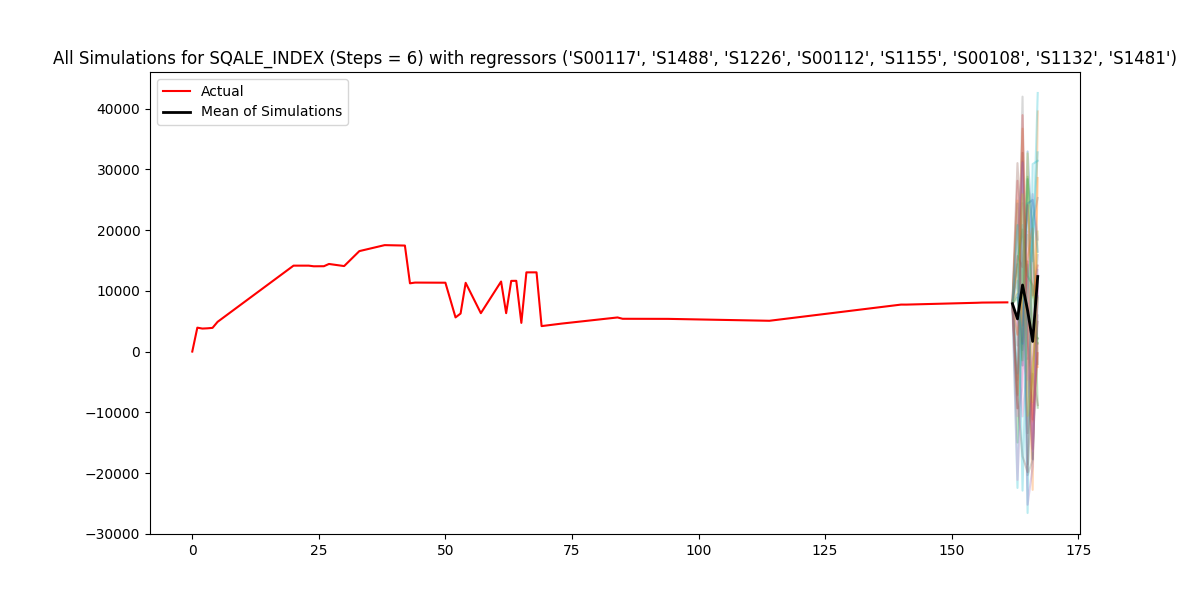 All Simulations for SQALE_INDEX (Steps = 6) with regressors ('S00117', 'S1488', 'S1226', 'S00112', 'S1155', 'S00108', 'S1132', 'S1481')
Actual
Mean of Simulations
40000
30000
20000
10000
0
−10000
−20000
−30000
0 25 50 75 100 125 150 175